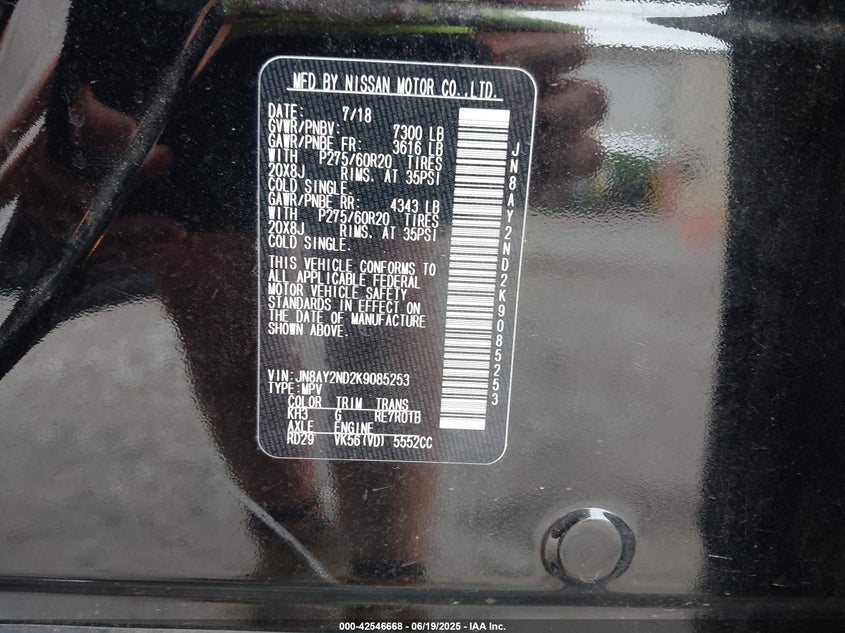 MFD BY NISSAN MOTOR CO.,LTD.
DATE: 7/18
GVWR/PNBV: 7300 LB
GAWR/PNBE FR: 3616 LB
WITH P275/60R20 TIRES
20X8J RIMS. AT 35PSI
COLD SINGLE.
GAWR/PNBE RR: 4343 LB
WITH P275/60R20 TIRES
20X8J RIMS. AT 35PSI
COLD SINGLE.
THIS VEHICLE CONFORMS TO
ALL APPLICABLE FEDERAL
MOTOR VEHICLE SAFETY
STANDARDS IN EFFECT ON
THE DATE OF MANUFACTURE
SHOWN ABOVE.
VIN:JN8AY2ND2K9085253
TYPE:MPV
COLOR TRIM TRANS
KH3 G RE7R01B
AXLE ENGINE
RD29 VK56(VD) 5552CC
JN8AY2ND2K9085253
000-42546668 - 06/19/2025 - IAA Inc.